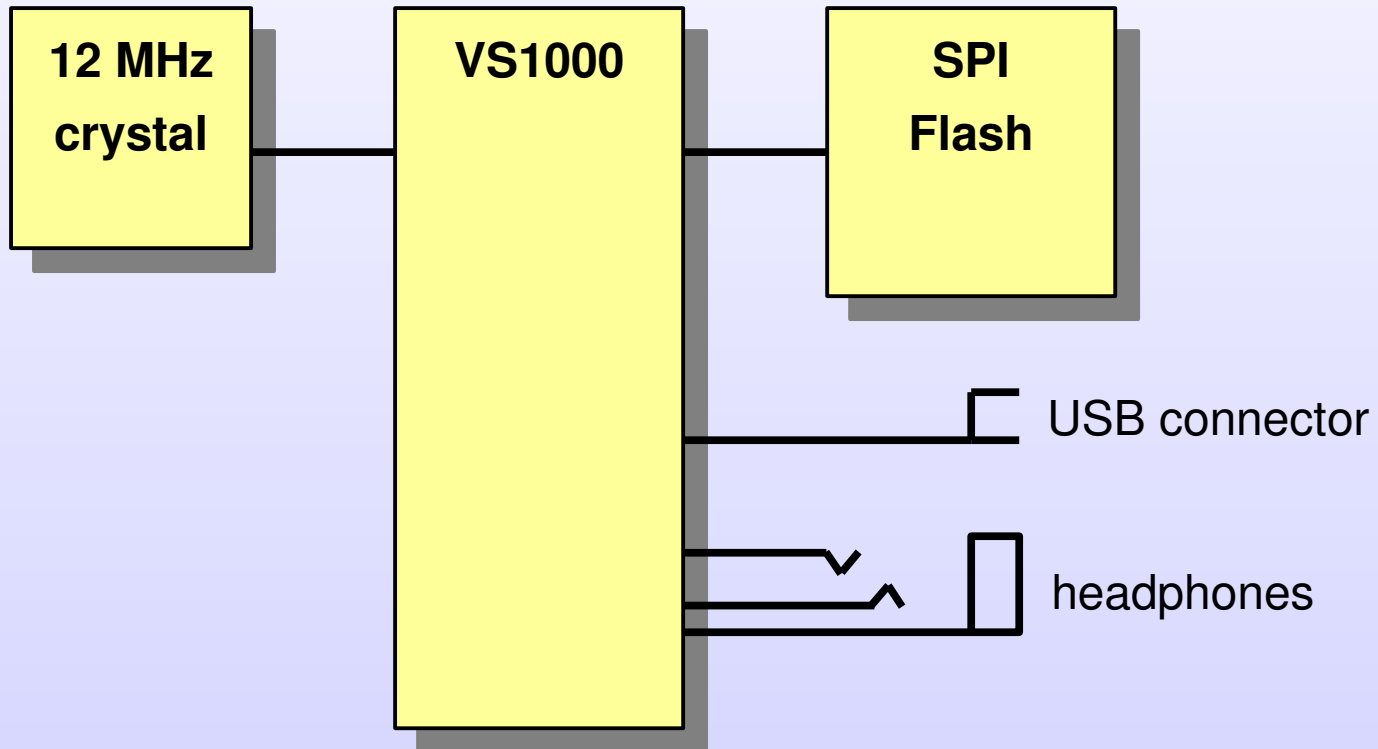 12 MHz
crystal
VS1000
SPI
Flash
USB connector
headphones